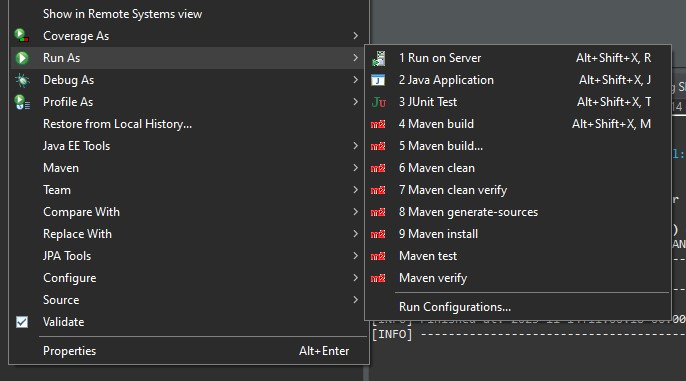 Show in Remote Systems view
Coverage As
Run As
Debug As
Profile As
Restore from Local History...
Java EE Tools
Maven
Team
Compare With
Replace With
JPA Tools
Configure
Source
Validate
Properties Alt+Enter
1 Run on Server Alt+Shift+X, R
2 Java Application Alt+Shift+X, J
3 JUnit Test Alt+Shift+X, T
4 Maven build Alt+Shift+X, M
5 Maven build...
6 Maven clean
7 Maven clean verify
8 Maven generate-sources
9 Maven install
Maven test
Maven verify
Run Configurations...
[INFO] ------------------------------------------------------------------------